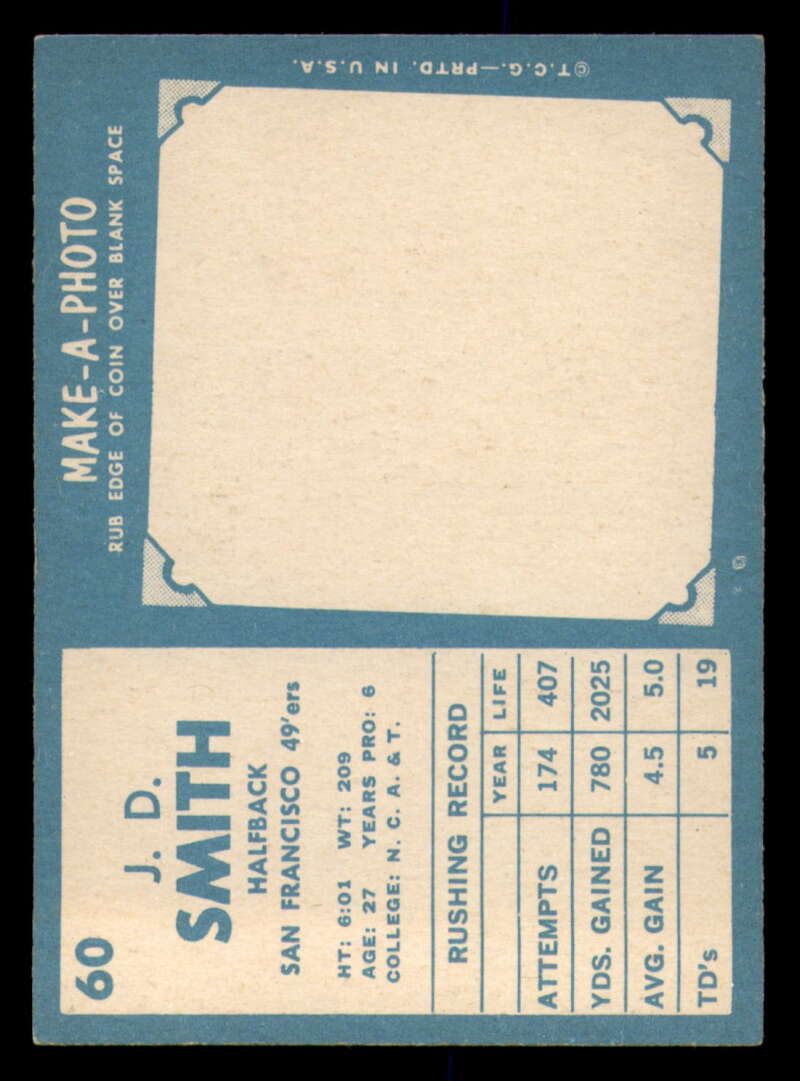 60
J. D.
SMITH
HALFBACK
SAN FRANCISCO 49'ers
HT: 6:01 WT: 209
AGE: 27 YEARS PRO: 6
COLLEGE: N. C. A. & T.
RUSHING RECORD
YEAR LIFE
ATTEMPTS 174 407
YDS. GAINED 780 2025
AVG. GAIN 4.5 5.0
TD's 5 19
MAKE-A-PHOTO
RUB EDGE OF COIN OVER BLANK SPACE
©T.C.G.—PRTD. IN U.S.A.